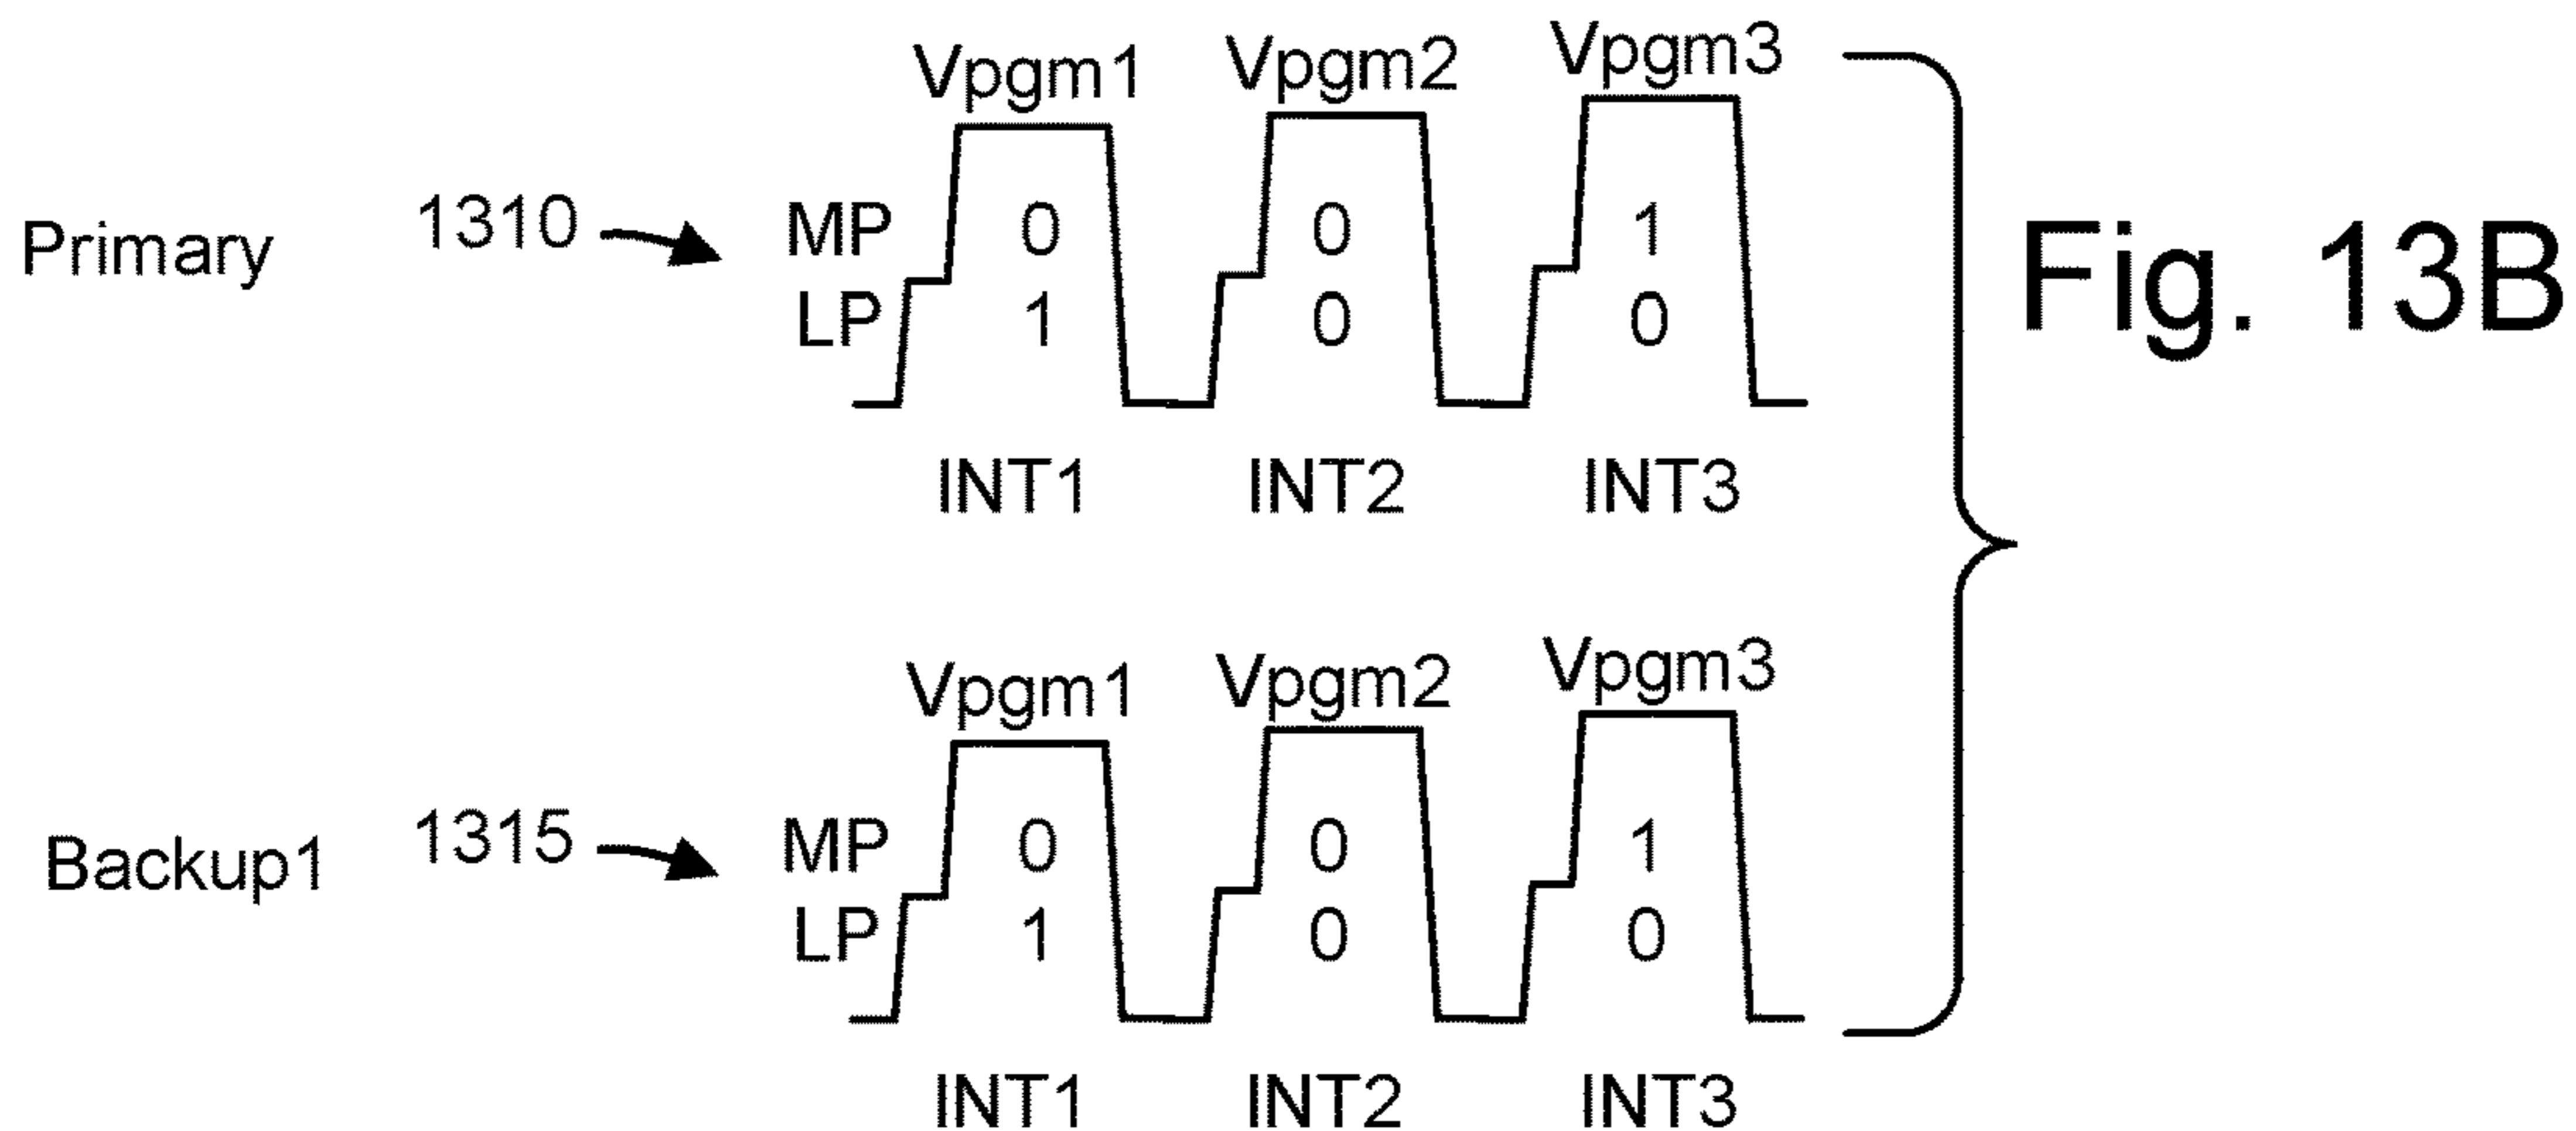 Vpgm1 Vpgm2 Vpgm3
Primary 1310 MP 0 0 1
LP 1 0 0
INT1 INT2 INT3
Fig. 13B
Vpgm1 Vpgm2 Vpgm3
Backup1 1315 MP 0 0 1
LP 1 0 0
INT1 INT2 INT3